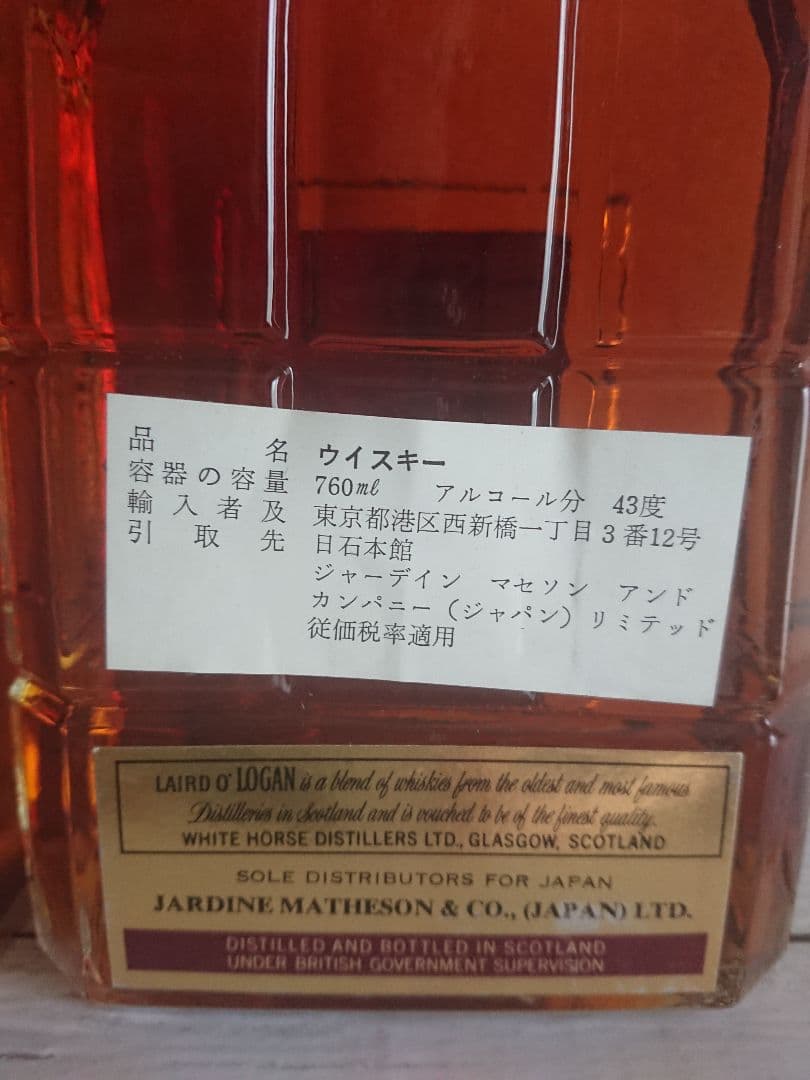 品名 ウイスキー
容器の容量 760ml アルコール分 43度
輸入者及 東京都港区西新橋一丁目3番12号
引取先 日石本館
ジャーデイン マセソン アンド
カンパニー(ジャパン)リミテッド
従価税率適用
LAIRD O' LOGAN is a blend of whiskies from the oldest and most famous
Distilleries in Scotland and is vouched to be of the finest quality.
WHITE HORSE DISTILLERS LTD., GLASGOW, SCOTLAND
SOLE DISTRIBUTORS FOR JAPAN
JARDINE MATHESON & CO., (JAPAN) LTD.
DISTILLED AND BOTTLED IN SCOTLAND
UNDER BRITISH GOVERNMENT SUPERVISION